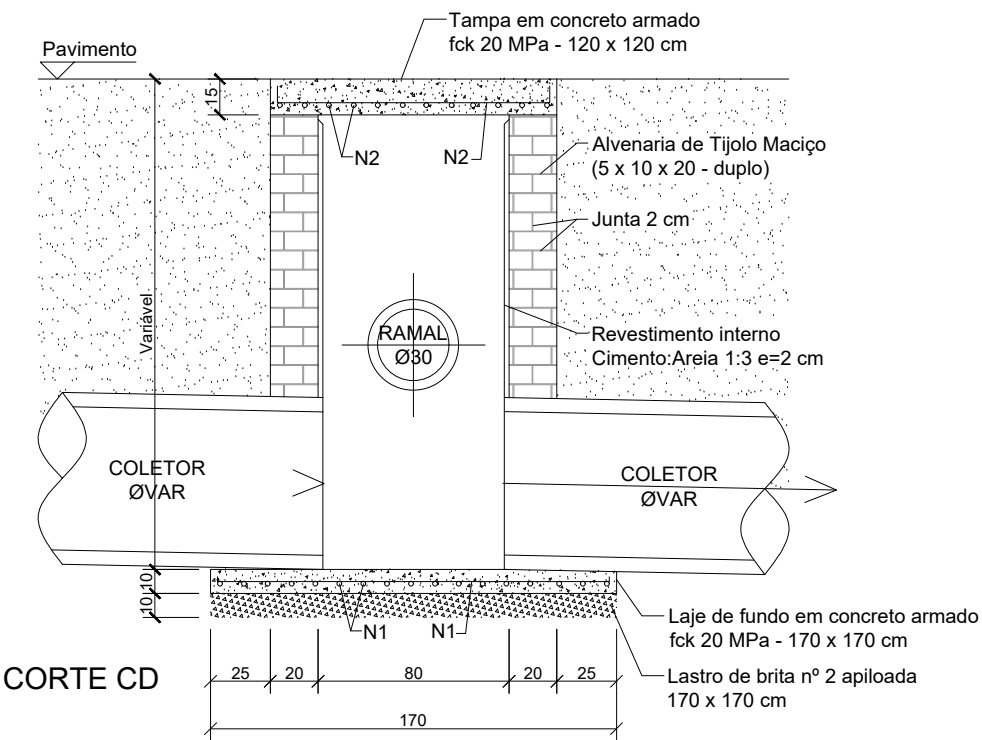 Tampa em concreto armado
fck 20 MPa - 120 x 120 cm
Pavimento
15
N2
N2
Alvenaria de Tijolo Maciço
(5 x 10 x 20 - duplo)
Junta 2 cm
Variável
RAMAL
Ø30
Revestimento interno
Cimento:Areia 1:3 e=2 cm
COLETOR
ØVAR
COLETOR
ØVAR
10
10
N1
N1
Laje de fundo em concreto armado
fck 20 MPa - 170 x 170 cm
Lastro de brita nº 2 apiloada
170 x 170 cm
CORTE CD
25
20
80
20
25
170